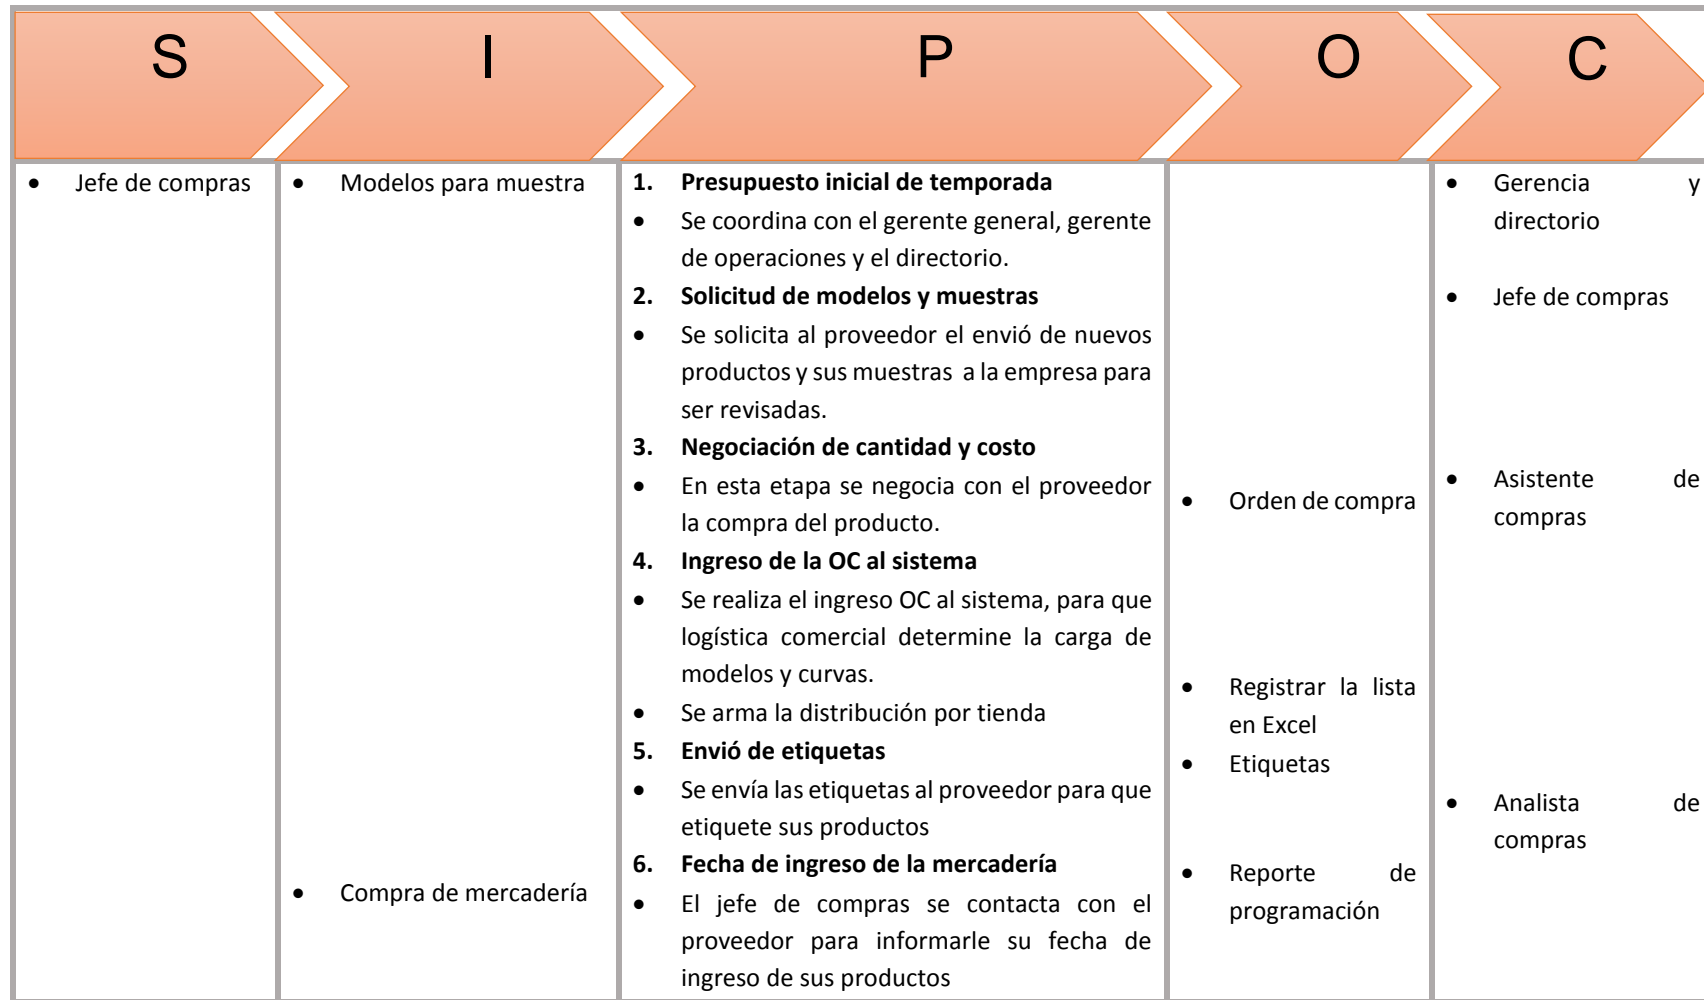 S
I
P
O
C
• Jefe de compras
• Modelos para muestra
• Compra de mercadería
1. Presupuesto inicial de temporada
• Se coordina con el gerente general, gerente
de operaciones y el directorio.
2. Solicitud de modelos y muestras
• Se solicita al proveedor el envió de nuevos
productos y sus muestras a la empresa para
ser revisadas.
3. Negociación de cantidad y costo
• En esta etapa se negocia con el proveedor
la compra del producto.
4. Ingreso de la OC al sistema
• Se realiza el ingreso OC al sistema, para que
logística comercial determine la carga de
modelos y curvas.
• Se arma la distribución por tienda
5. Envió de etiquetas
• Se envía las etiquetas al proveedor para que
etiquete sus productos
6. Fecha de ingreso de la mercadería
• El jefe de compras se contacta con el
proveedor para informarle su fecha de
ingreso de sus productos
• Orden de compra
• Registrar la lista
en Excel
• Etiquetas
• Reporte de
programación
• Gerencia y
directorio
• Jefe de compras
• Asistente de
compras
• Analista de
compras